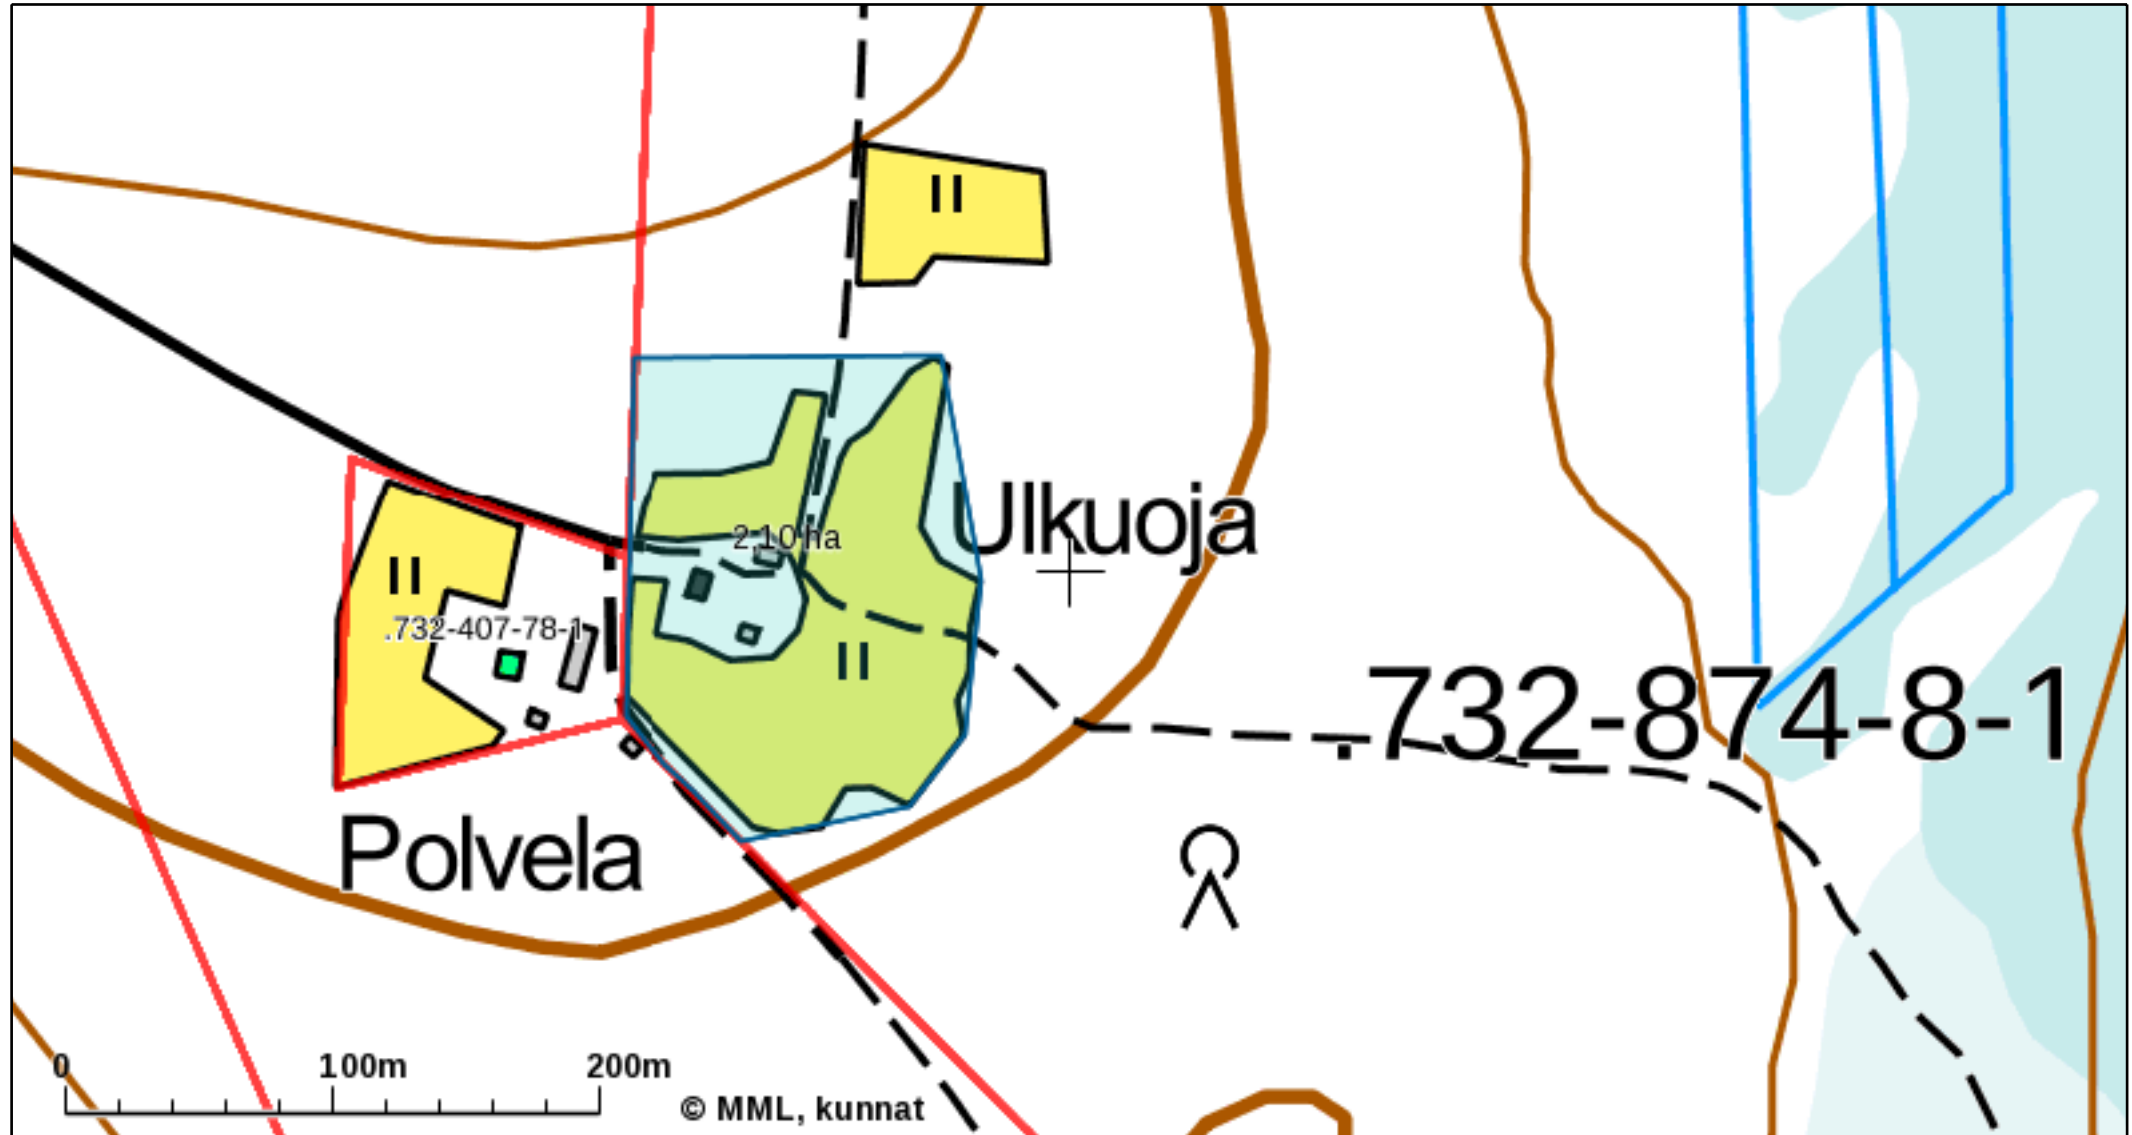 II
Ulkuoja
2,10 ha
II
.732-407-78-1
II
.732-874-8-1
Polvela
0 100m 200m
© MML, kunnat